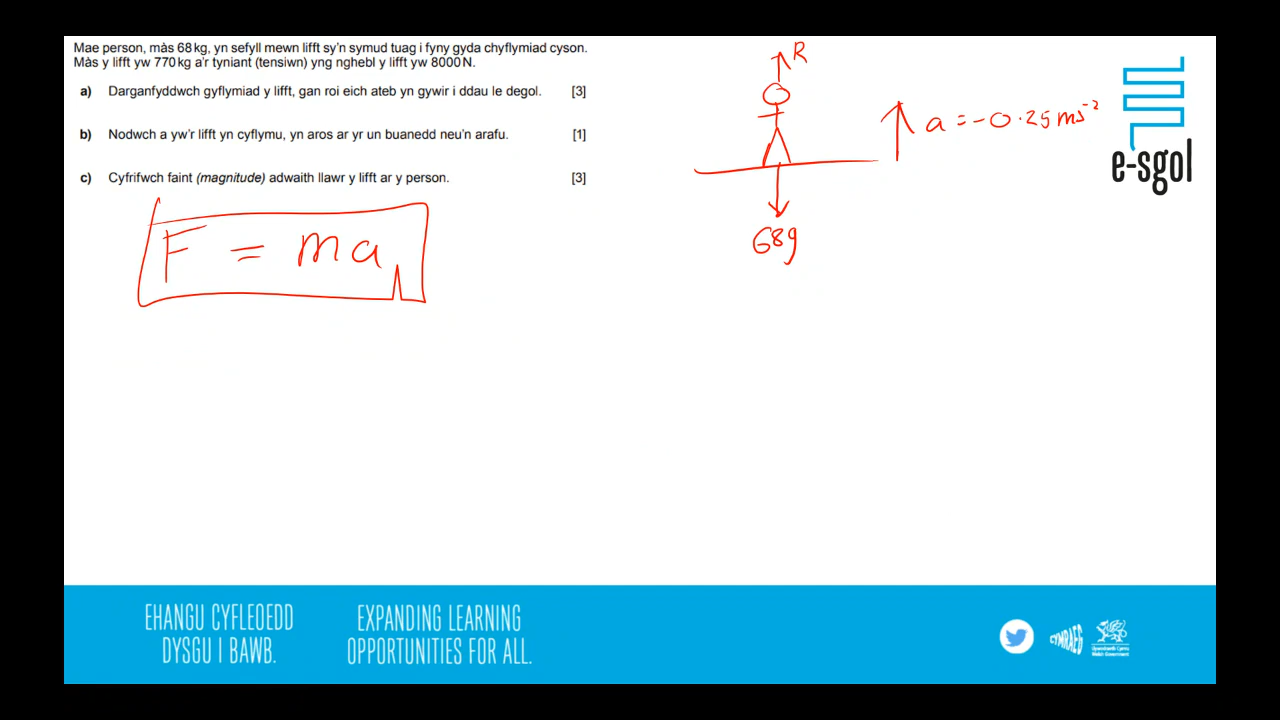 Mae person, màs 68 kg, yn sefyll mewn lifft sy'n symud tuag i fyny gyda chyflymiad cyson.
Màs y lifft yw 770 kg a'r tyniant (tensiwn) yng nghebl y lifft yw 8000 N.
a) Darganfyddwch gyflymiad y lifft, gan roi eich ateb yn gywir i ddau le degol. [3]
b) Nodwch a yw'r lifft yn cyflymu, yn aros ar yr un buanedd neu'n arafu. [1]
c) Cyfrifwch faint (magnitude) adwaith llawr y lifft ar y person. [3]
F = ma
R
a = -0.25 ms⁻²
68g
e-sgol
EHANGU CYFLEOEDD
DYSGU I BAWB.
EXPANDING LEARNING
OPPORTUNITIES FOR ALL.
CYMRAEG
Llywodraeth Cymru
Welsh Government